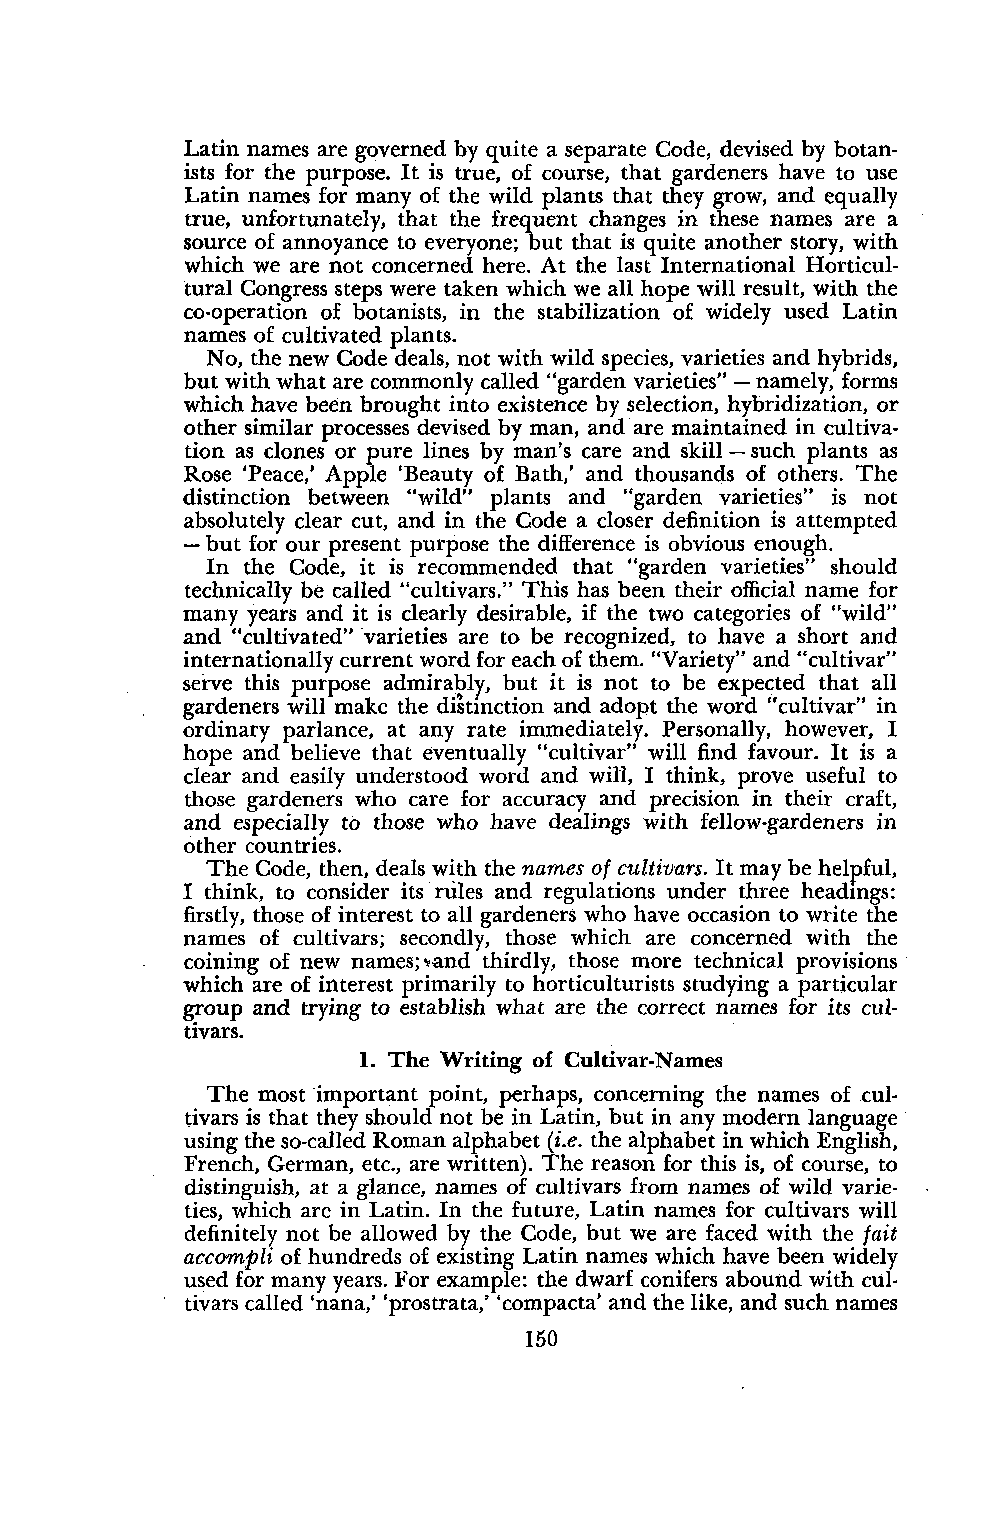 Latin names are governed by quite a separate Code, devised by botan-
ists for the purpose. It is true, of course, that gardeners have to use
Latin names for many of the wild plants that they grow, and equally
true, unfortunately, that the frequent changes in these names are a
source of annoyance to everyone; but that is quite another story, with
which we are not concerned here. At the last International Horticul-
tural Congress steps were taken which we all hope will result, with the
co-operation of botanists, in the stabilization of widely used Latin
names of cultivated plants.
No, the new Code deals, not with wild species, varieties and hybrids,
but with what are commonly called "garden varieties" — namely, forms
which have been brought into existence by selection, hybridization, or
other similar processes devised by man, and are maintained in cultiva-
tion as clones or pure lines by man's care and skill — such plants as
Rose 'Peace,' Apple 'Beauty of Bath,' and thousands of others. The
distinction between "wild" plants and "garden varieties" is not
absolutely clear cut, and in the Code a closer definition is attempted
— but for our present purpose the difference is obvious enough.
In the Code, it is recommended that "garden varieties" should
technically be called "cultivars." This has been their official name for
many years and it is clearly desirable, if the two categories of "wild"
and "cultivated" varieties are to be recognized, to have a short and
internationally current word for each of them. "Variety" and "cultivar"
serve this purpose admirably, but it is not to be expected that all
gardeners will make the distinction and adopt the word "cultivar" in
ordinary parlance, at any rate immediately. Personally, however, I
hope and believe that eventually "cultivar" will find favour. It is a
clear and easily understood word and will, I think, prove useful to
those gardeners who care for accuracy and precision in their craft,
and especially to those who have dealings with fellow-gardeners in
other countries.
The Code, then, deals with the names of cultivars. It may be helpful,
I think, to consider its rules and regulations under three headings:
firstly, those of interest to all gardeners who have occasion to write the
names of cultivars; secondly, those which are concerned with the
coining of new names; and thirdly, those more technical provisions
which are of interest primarily to horticulturists studying a particular
group and trying to establish what are the correct names for its cul-
tivars.
1. The Writing of Cultivar-Names
The most important point, perhaps, concerning the names of cul-
tivars is that they should not be in Latin, but in any modern language
using the so-called Roman alphabet (i.e. the alphabet in which English,
French, German, etc., are written). The reason for this is, of course, to
distinguish, at a glance, names of cultivars from names of wild varie-
ties, which are in Latin. In the future, Latin names for cultivars will
definitely not be allowed by the Code, but we are faced with the fait
accompli of hundreds of existing Latin names which have been widely
used for many years. For example: the dwarf conifers abound with cul-
tivars called 'nana,' 'prostrata,' 'compacta' and the like, and such names
150